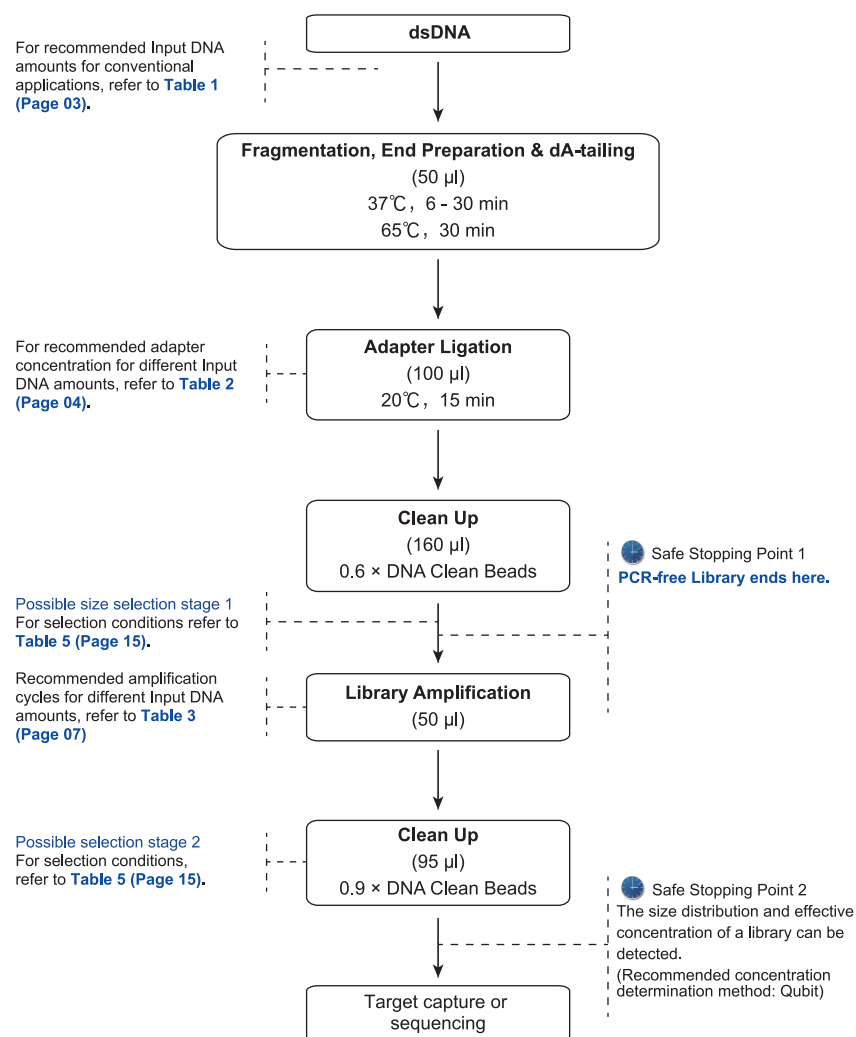 dsDNA
For recommended Input DNA
amounts for conventional
applications, refer to Table 1
(Page 03).
Fragmentation, End Preparation & dA-tailing
(50 μl)
37℃, 6 - 30 min
65℃, 30 min
For recommended adapter
concentration for different Input
DNA amounts, refer to Table 2
(Page 04).
Adapter Ligation
(100 μl)
20℃, 15 min
Clean Up
(160 μl)
0.6 × DNA Clean Beads
Safe Stopping Point 1
PCR-free Library ends here.
Possible size selection stage 1
For selection conditions refer to
Table 5 (Page 15).
Recommended amplification
cycles for different Input DNA
amounts, refer to Table 3
(Page 07)
Library Amplification
(50 μl)
Possible selection stage 2
For selection conditions,
refer to Table 5 (Page 15).
Clean Up
(95 μl)
0.9 × DNA Clean Beads
Safe Stopping Point 2
The size distribution and effective
concentration of a library can be
detected.
(Recommended concentration
determination method: Qubit)
Target capture or
sequencing